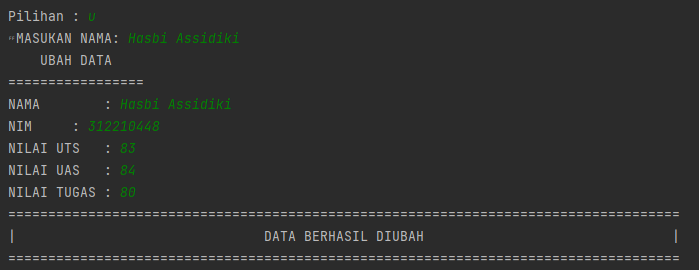 Pilihan : u
"MASUKAN NAMA: Hasbi Assidiki
UBAH DATA
=================
NAMA : Hasbi Assidiki
NIM : 312210448
NILAI UTS : 83
NILAI UAS : 84
NILAI TUGAS : 80
====================================================================================
| DATA BERHASIL DIUBAH |
====================================================================================